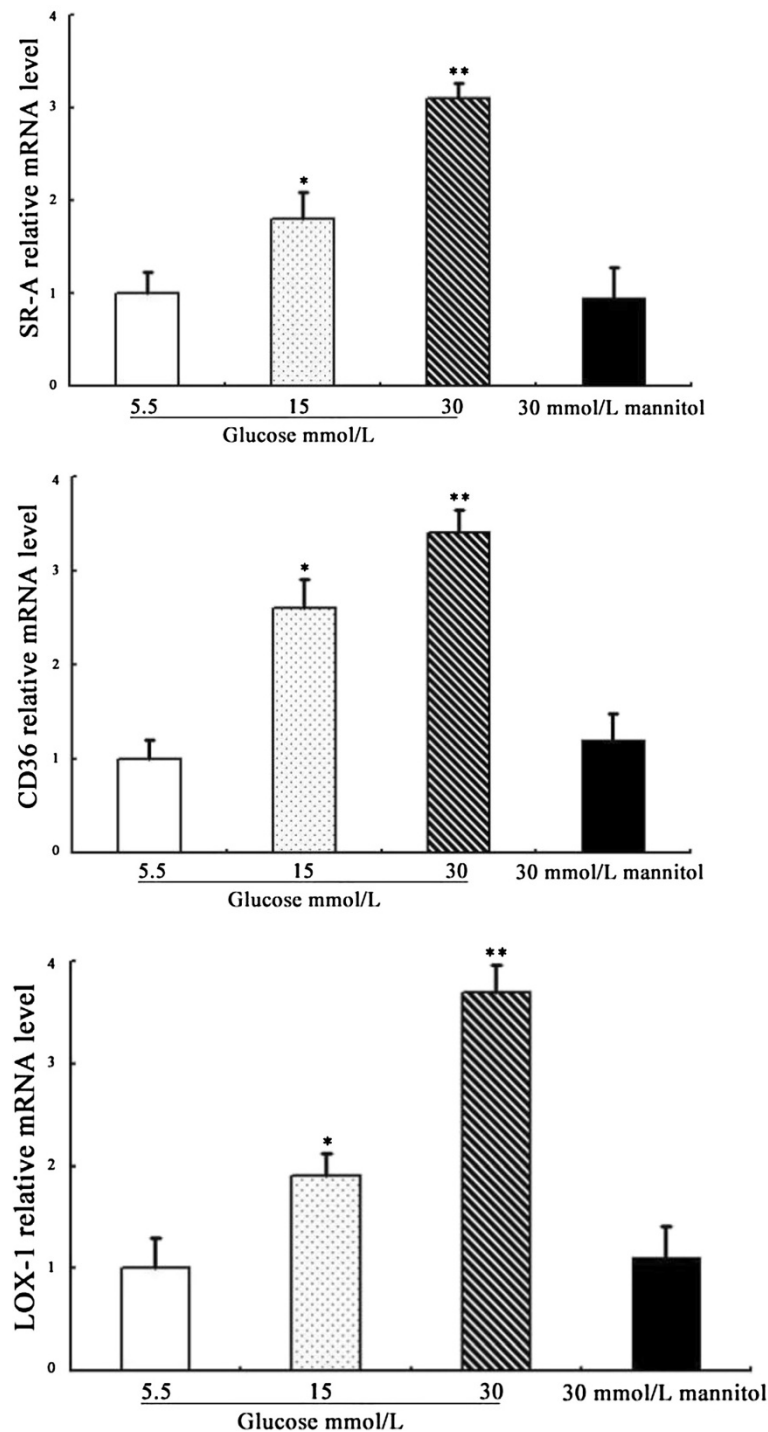 SR-A relative mRNA level
4
3
2
1
0
*
**
5.5 15 30 30 mmol/L mannitol
Glucose mmol/L
CD36 relative mRNA level
4
3
2
1
0
*
**
5.5 15 30 30 mmol/L mannitol
Glucose mmol/L
LOX-1 relative mRNA level
4
3
2
1
0
*
**
5.5 15 30 30 mmol/L mannitol
Glucose mmol/L